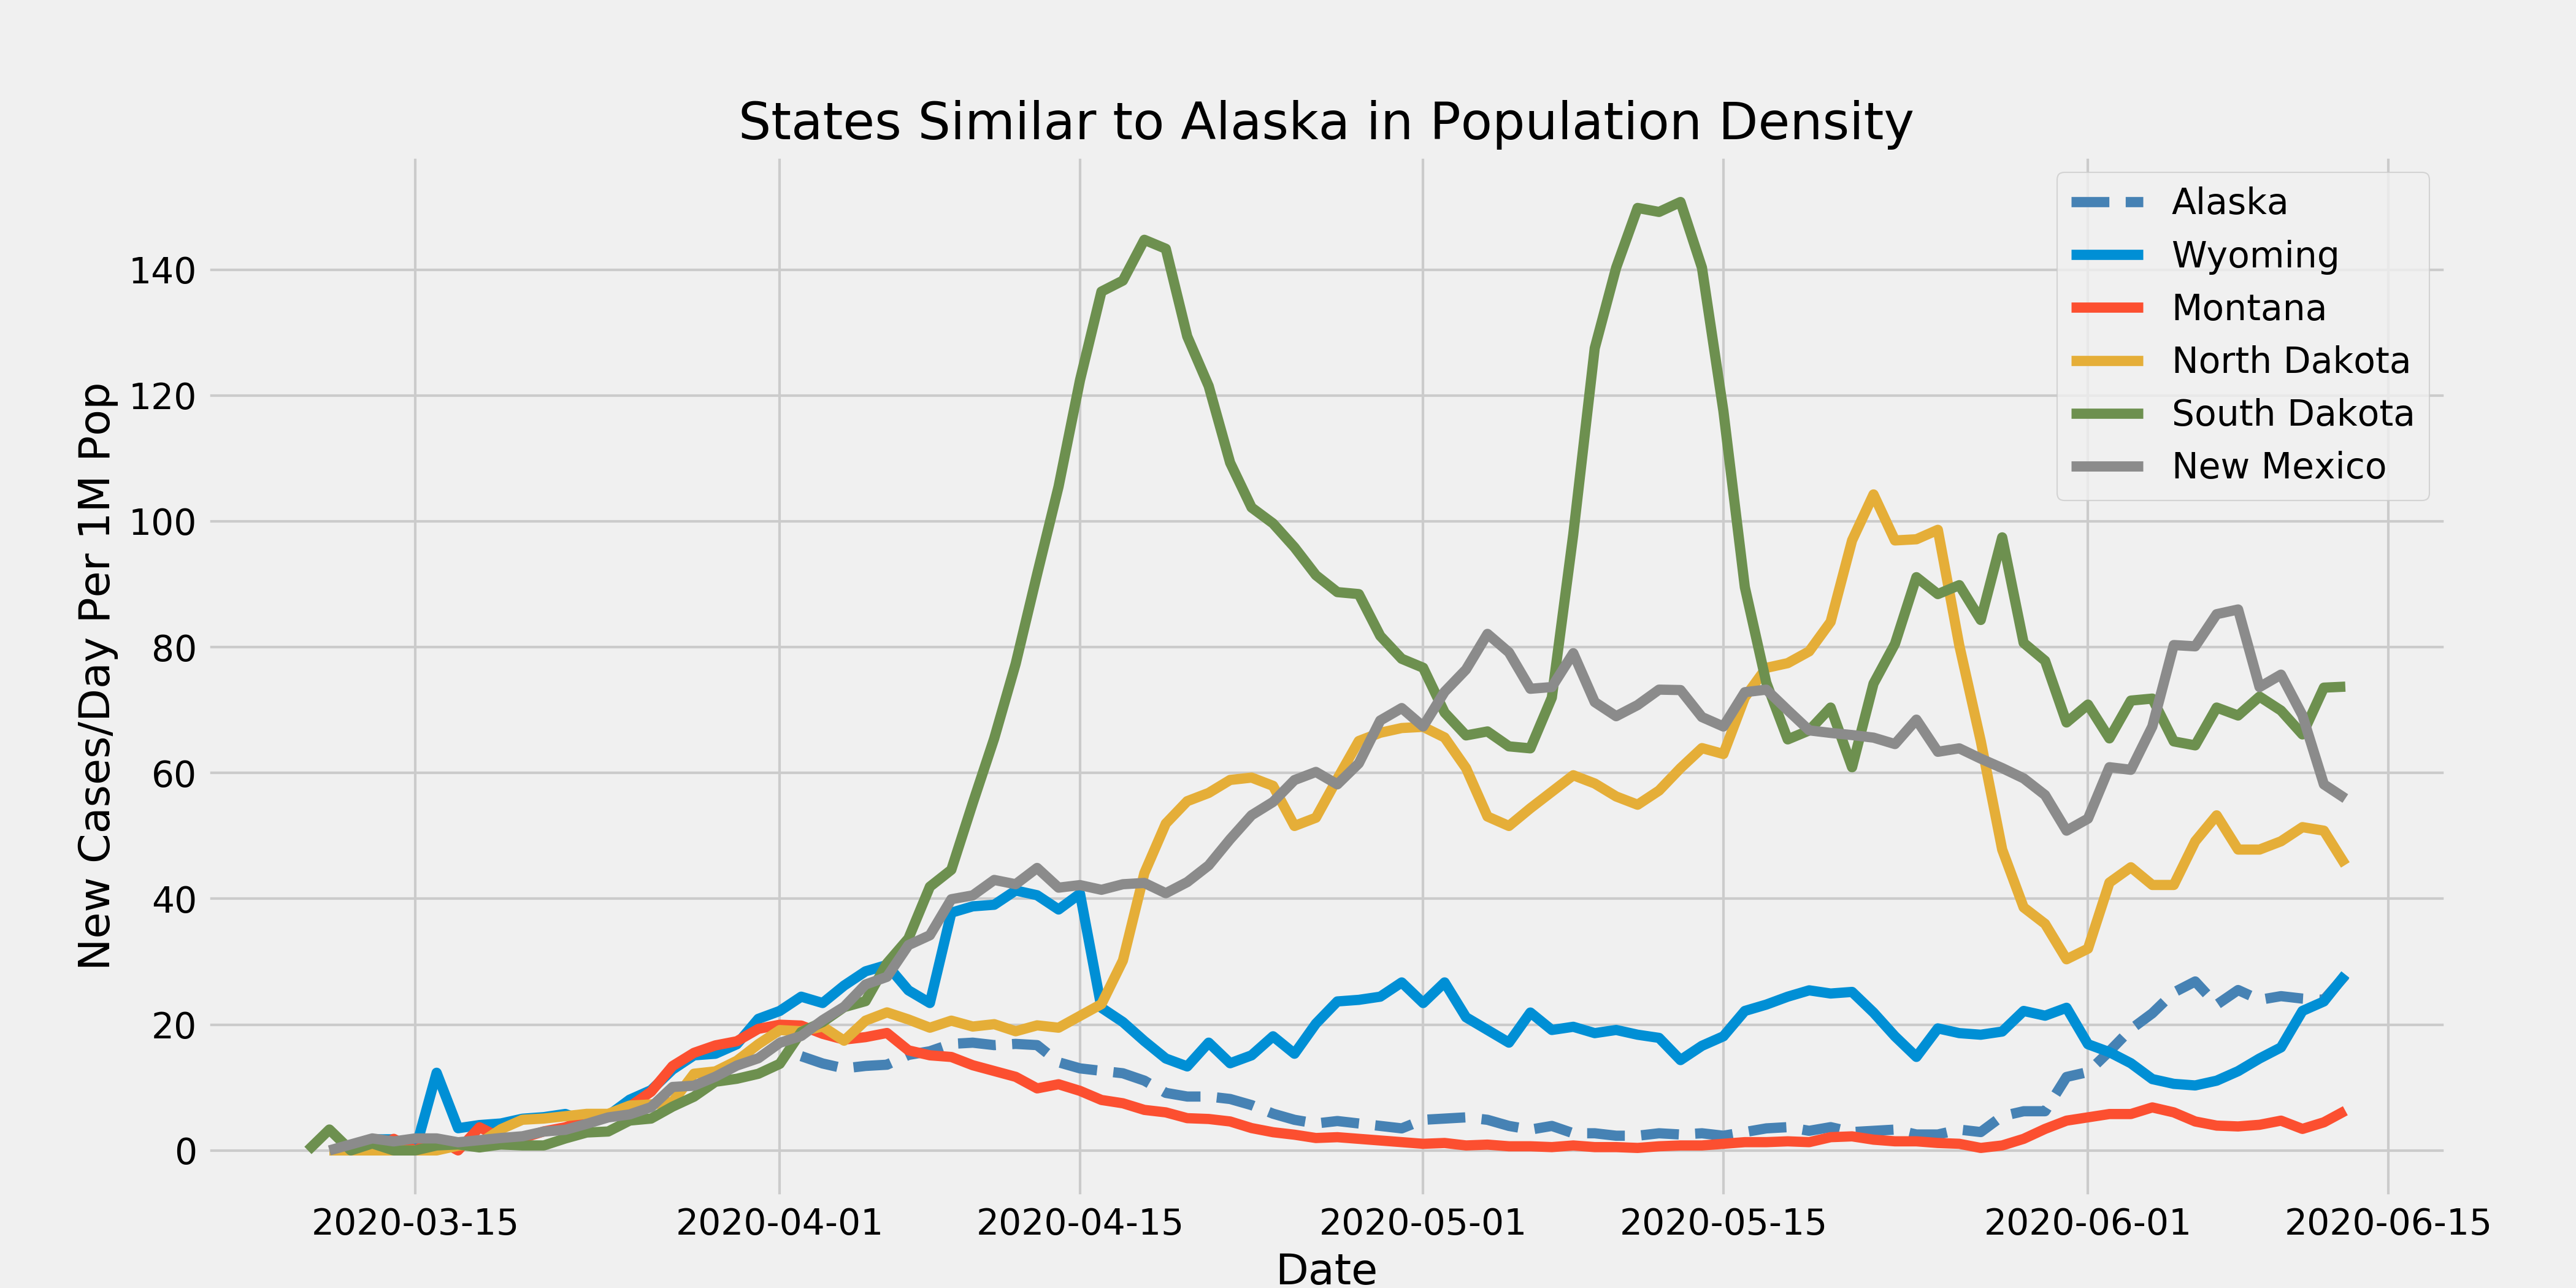 States Similar to Alaska in Population Density
New Cases/Day Per 1M Pop
140
120
100
80
60
40
20
0
Alaska
Wyoming
Montana
North Dakota
South Dakota
New Mexico
2020-03-15 2020-04-01 2020-04-15 2020-05-01 2020-05-15 2020-06-01 2020-06-15
Date